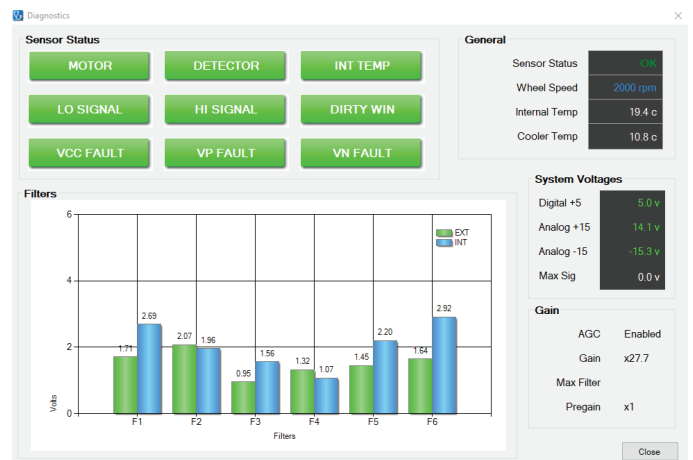 Diagnostics
Sensor Status
MOTOR
DETECTOR
INT TEMP
LO SIGNAL
HI SIGNAL
DIRTY WIN
VCC FAULT
VP FAULT
VN FAULT
General
Sensor Status OK
Wheel Speed 2000 rpm
Internal Temp 19.4 c
Cooler Temp 10.8 c
System Voltages
Digital +5 5.0 v
Analog +15 14.1 v
Analog -15 -15.3 v
Max Sig 0.0 v
Gain
AGC Enabled
Gain x27.7
Max Filter
Pregain x1
Filters
6
4
2
0
Volts
EXT
INT
1.71
2.69
2.07
1.96
0.95
1.56
1.32
1.07
1.45
2.20
1.64
2.92
F1 F2 F3 F4 F5 F6
Filters
Close